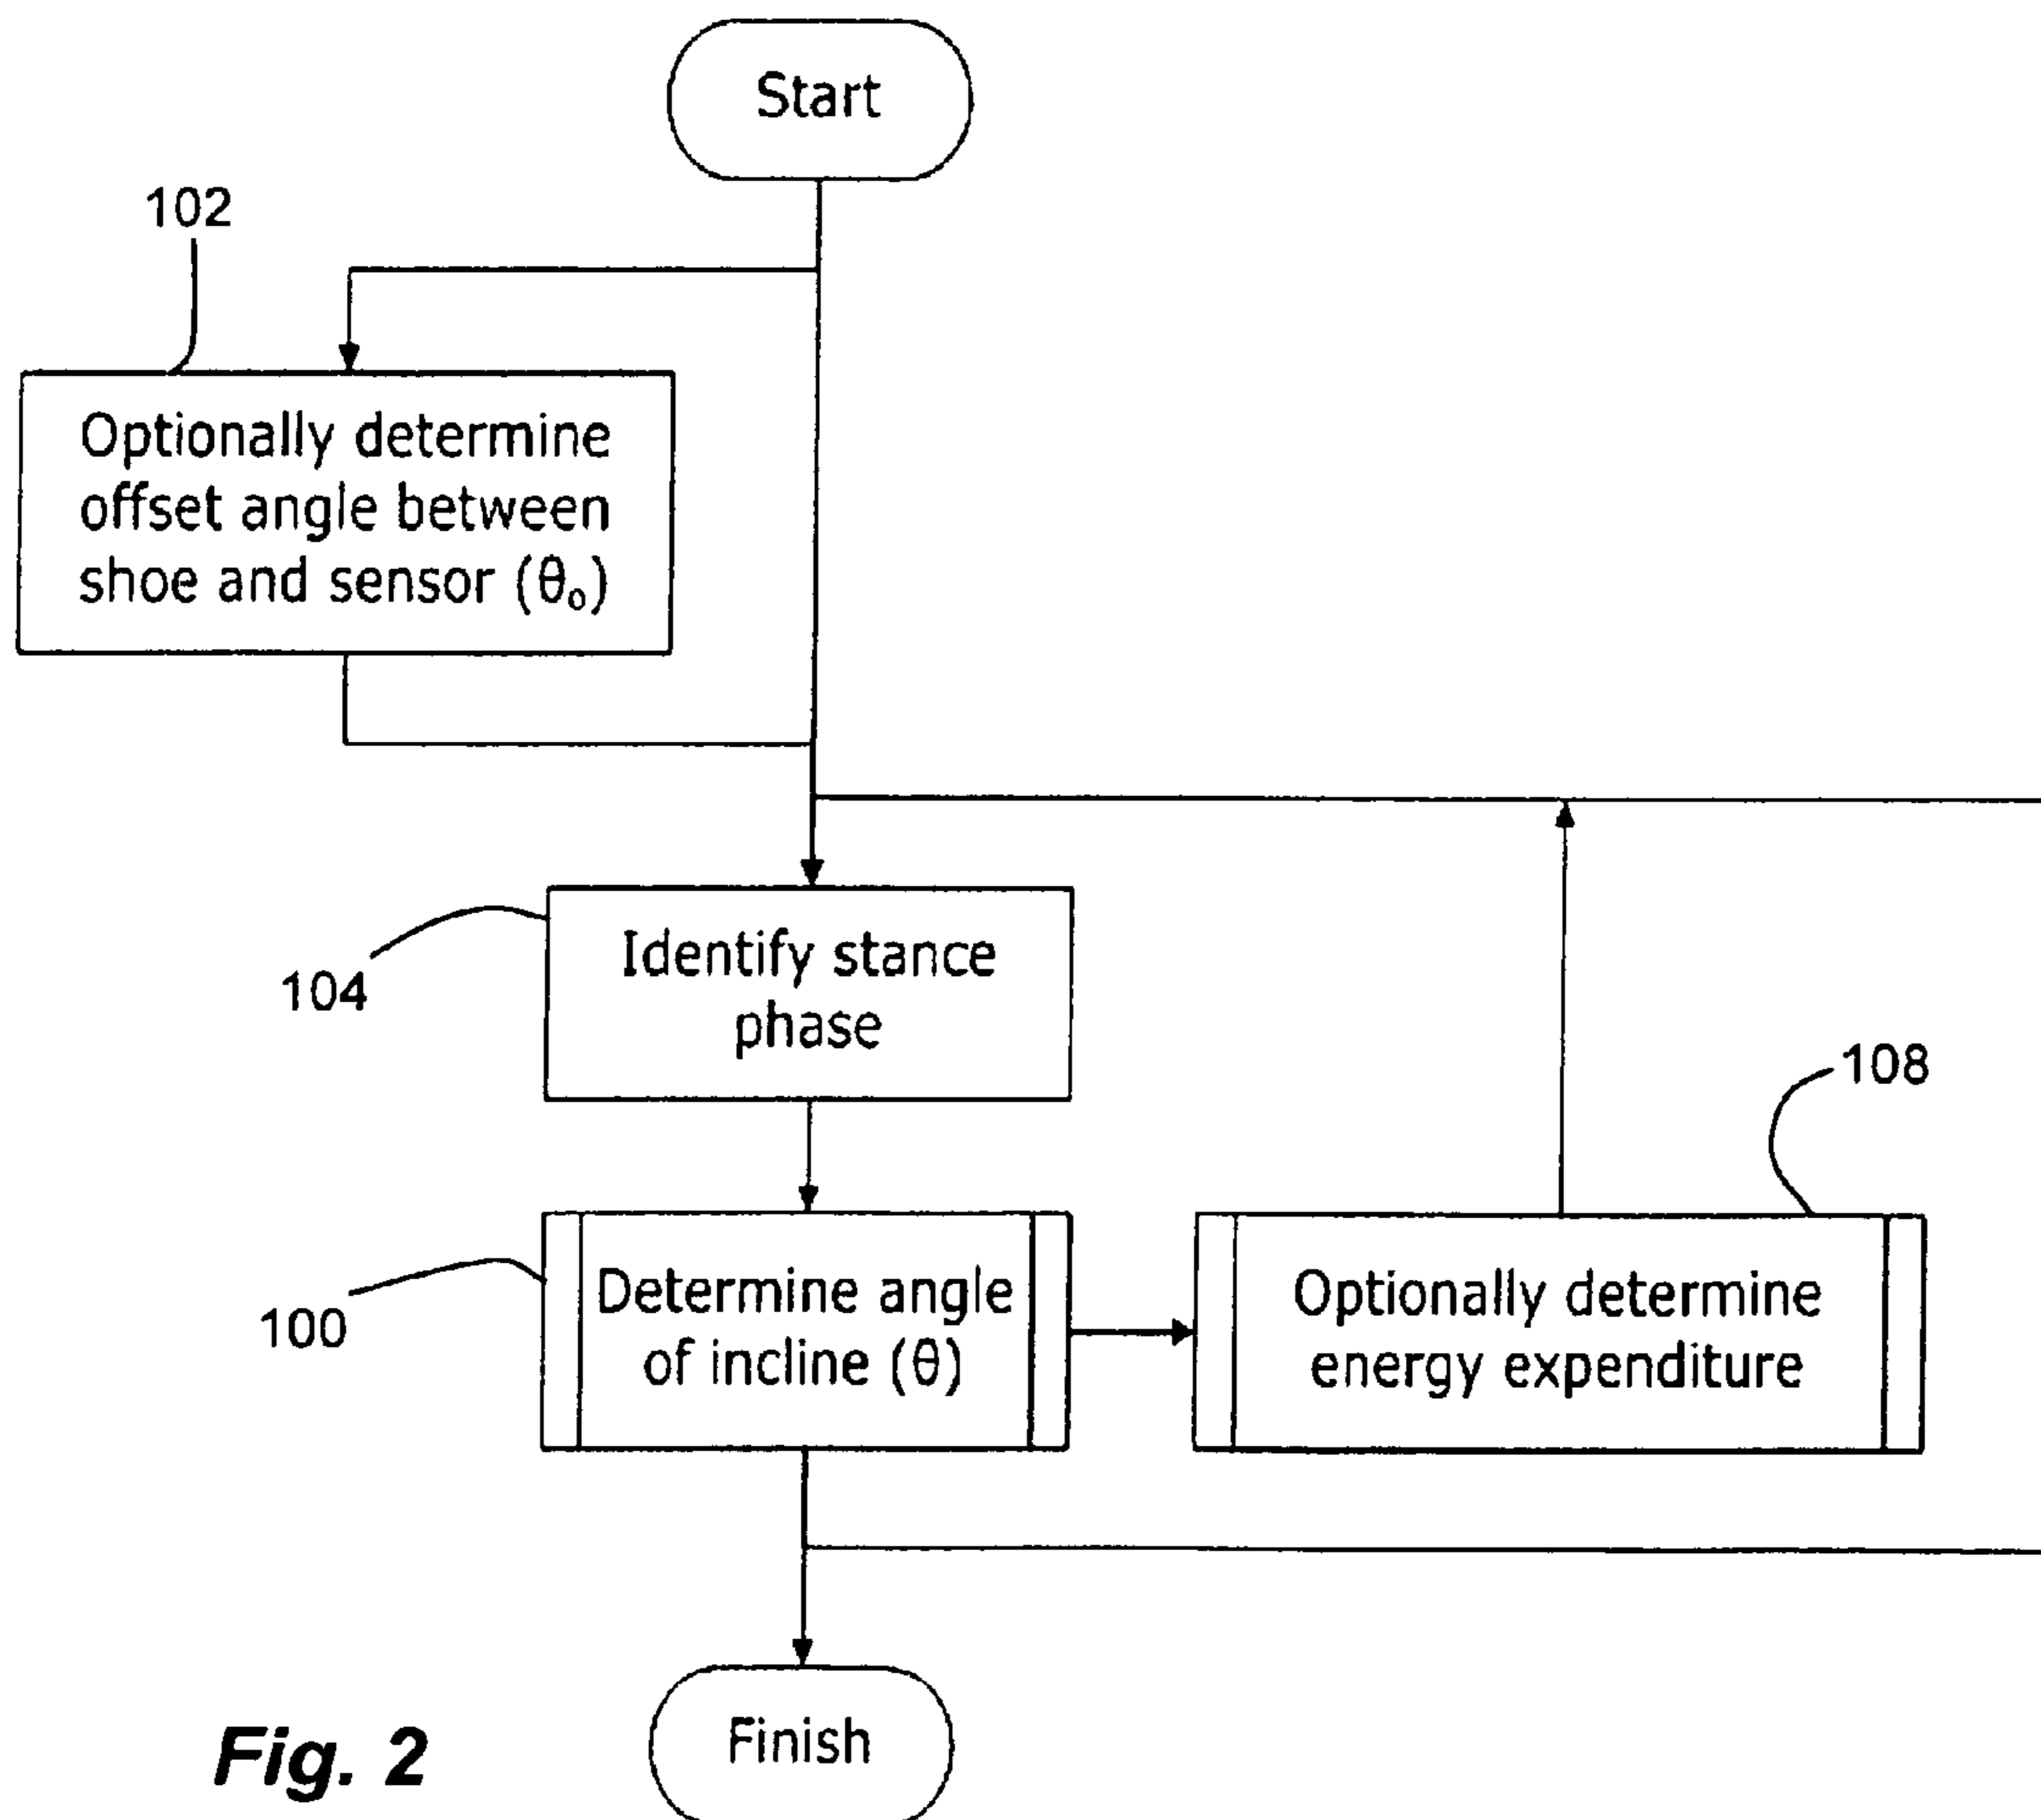 Start
102
Optionally determine
offset angle between
shoe and sensor (θ₀)
Identify stance
phase
104
108
Determine angle
of incline (θ)
100
Optionally determine
energy expenditure
Finish
Fig. 2